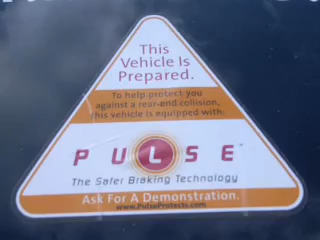 This
Vehicle Is
Prepared.
To help protect you
against a rear-end collision,
this vehicle is equipped with:
PULSE
The Safer Braking Technology
Ask For A Demonstration.
www.PulseProtects.com